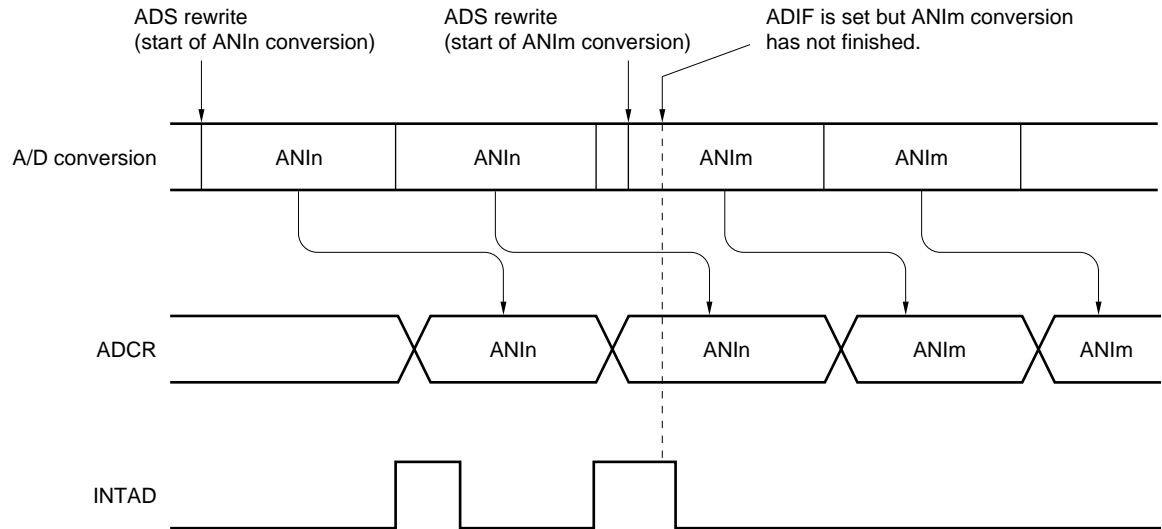 ADS rewrite
(start of ANIn conversion)
ADS rewrite
(start of ANIm conversion)
ADIF is set but ANIm conversion
has not finished.
A/D conversion
ANIn
ANIn
ANIm
ANIm
ADCR
ANIn
ANIn
ANIm
ANIm
INTAD